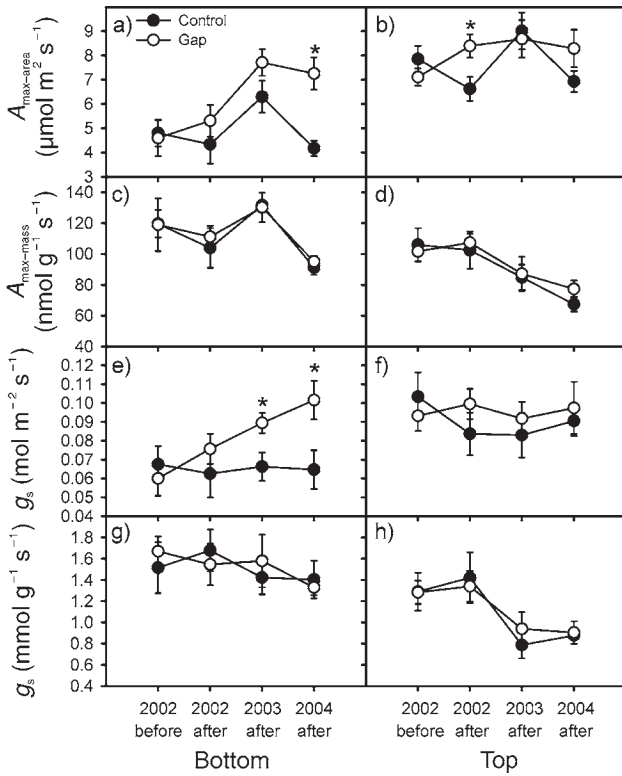 a)
Control
Gap
*
b)
*
A max–area
(µmol m² s⁻¹)
9
8
7
6
5
4
3
c)
d)
A max–mass
(nmol g⁻¹ s⁻¹)
140
120
100
80
60
40
e)
*
*
f)
gs (mol m⁻² s⁻¹)
0.12
0.11
0.10
0.09
0.08
0.07
0.06
0.05
0.04
g)
h)
gs (mmol g⁻¹ s⁻¹)
1.8
1.6
1.4
1.2
1.0
0.8
0.6
0.4
2002 2002 2003 2004 2002 2002 2003 2004
before after after after before after after after
Bottom Top